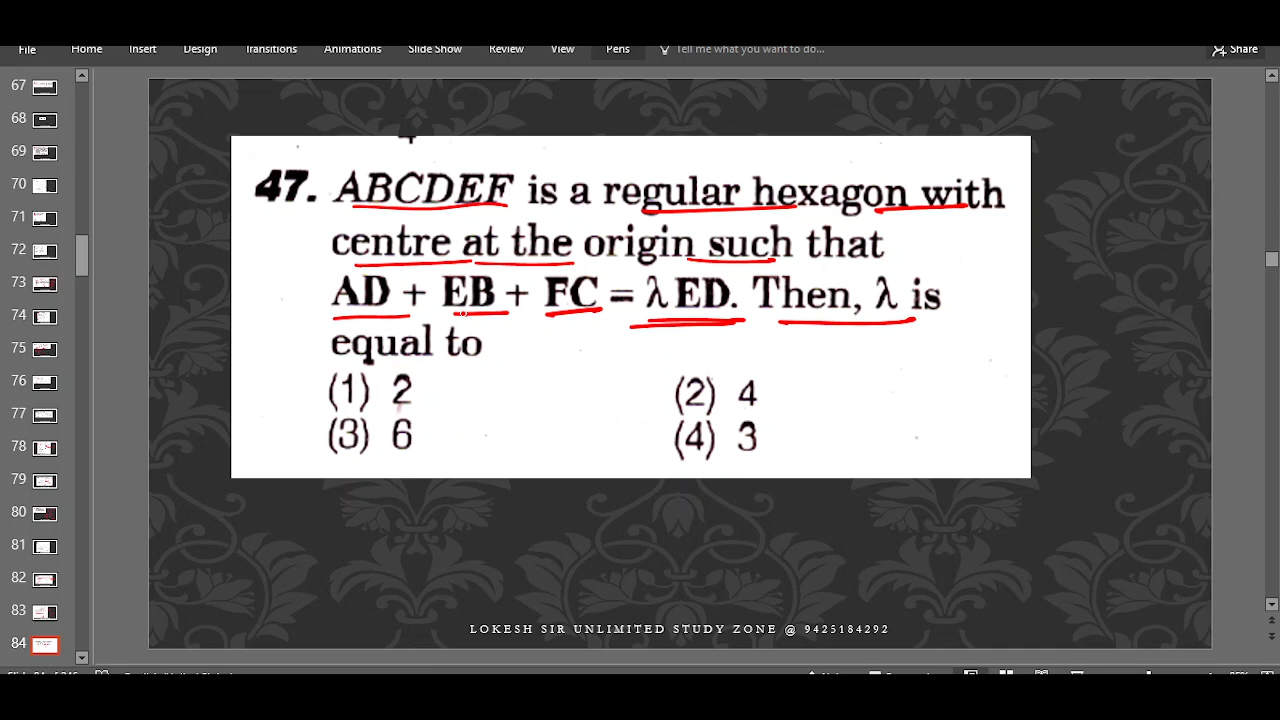 File Home Insert Design Transitions Animations Slide Show Review View Pens Tell me what you want to do... Share
67
68
69
70
71
72
73
74
75
76
77
78
79
80
81
82
83
84
47. ABCDEF is a regular hexagon with
centre at the origin such that
AD + EB + FC = λ ED. Then, λ is
equal to
(1) 2 (2) 4
(3) 6 (4) 3
LOKESH SIR UNLIMITED STUDY ZONE @ 9425184292